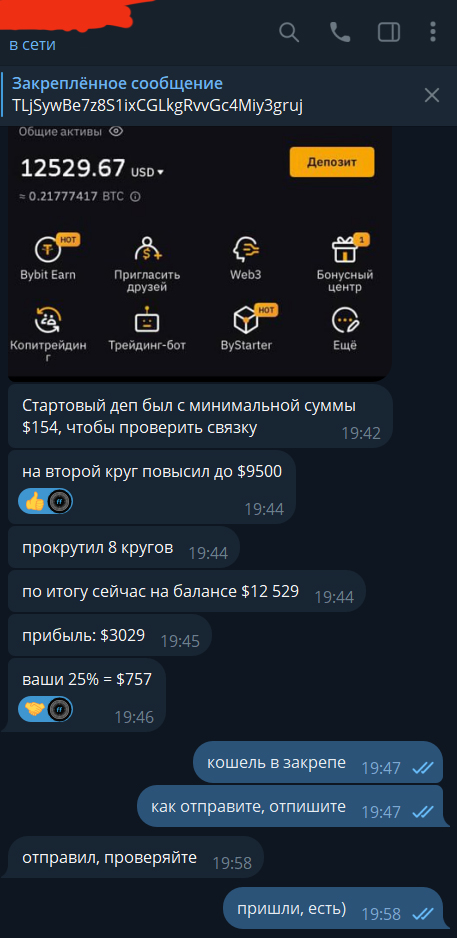 в сети
Закреплённое сообщение
TLjSywBe7z8S1ixCGLkgRvvGc4Miy3gruj
Общие активы
12529.67 USD
Депозит
≈ 0.21777417 BTC
HOT
1
Bybit Earn
Пригласить
друзей
Web3
Бонусный
центр
HOT
Копитрейдин
г
Трейдинг-бот
ByStarter
Ещё
Стартовый деп был с минимальной суммы
$154, чтобы проверить связку 19:42
на второй круг повысил до $9500
19:44
прокрутил 8 кругов 19:44
по итогу сейчас на балансе $12 529 19:44
прибыль: $3029 19:45
ваши 25% = $757
19:46
кошель в закрепе 19:47
как отправите, отпишите 19:47
отправил, проверяйте 19:58
пришли, есть) 19:58